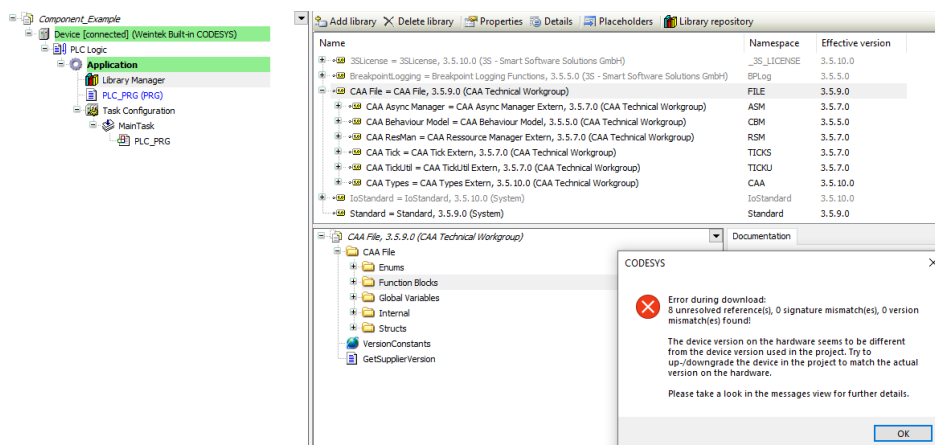 Component_Example
Device [connected] (Weintek Built-in CODESYS)
PLC Logic
Application
Library Manager
PLC_PRG (PRG)
Task Configuration
MainTask
PLC_PRG
Add library Delete library Properties Details Placeholders Library repository
Name Namespace Effective version
3SLicense = 3SLicense, 3.5.10.0 (3S - Smart Software Solutions GmbH) _3S_LICENSE 3.5.10.0
BreakpointLogging = Breakpoint Logging Functions, 3.5.5.0 (3S - Smart Software Solutions GmbH) BPLog 3.5.5.0
CAA File = CAA File, 3.5.9.0 (CAA Technical Workgroup) FILE 3.5.9.0
CAA Async Manager = CAA Async Manager Extern, 3.5.7.0 (CAA Technical Workgroup) ASM 3.5.7.0
CAA Behaviour Model = CAA Behaviour Model, 3.5.5.0 (CAA Technical Workgroup) CBM 3.5.5.0
CAA ResMan = CAA Ressource Manager Extern, 3.5.7.0 (CAA Technical Workgroup) RSM 3.5.7.0
CAA Tick = CAA Tick Extern, 3.5.7.0 (CAA Technical Workgroup) TICKS 3.5.7.0
CAA TickUtil = CAA TickUtil Extern, 3.5.7.0 (CAA Technical Workgroup) TICKU 3.5.7.0
CAA Types = CAA Types Extern, 3.5.10.0 (CAA Technical Workgroup) CAA 3.5.10.0
IoStandard = IoStandard, 3.5.10.0 (System) IoStandard 3.5.10.0
Standard = Standard, 3.5.9.0 (System) Standard 3.5.9.0
CAA File, 3.5.9.0 (CAA Technical Workgroup)
CAA File
Enums
Function Blocks
Global Variables
Internal
Structs
VersionConstants
GetSupplierVersion
Documentation
CODESYS
Error during download:
8 unresolved reference(s), 0 signature mismatch(es), 0 version
mismatch(es) found!
The device version on the hardware seems to be different
from the device version used in the project. Try to
up-/downgrade the device in the project to match the actual
version on the hardware.
Please take a look in the messages view for further details.
OK